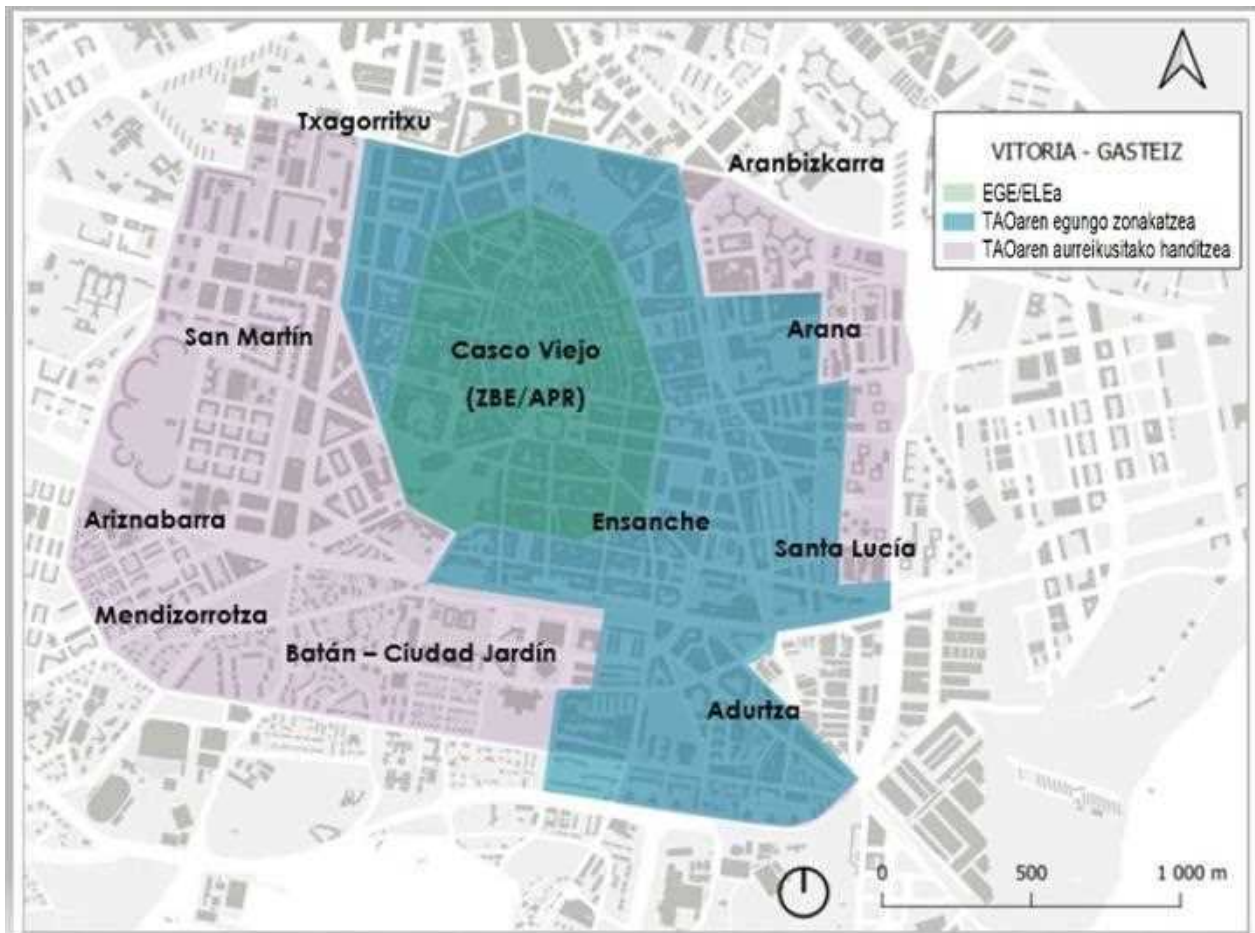 Txagorritxu
Aranbizkarra
VITORIA - GASTEIZ
EGE/ELEa
TAOaren egungo zonakatzea
TAOaren aurreikusitako handitzea
San Martín
Arana
Casco Viejo
(ZBE/APR)
Ariznabarra
Ensanche
Santa Lucía
Mendizorrotza
Batán – Ciudad Jardín
Adurtza
0 500 1 000 m